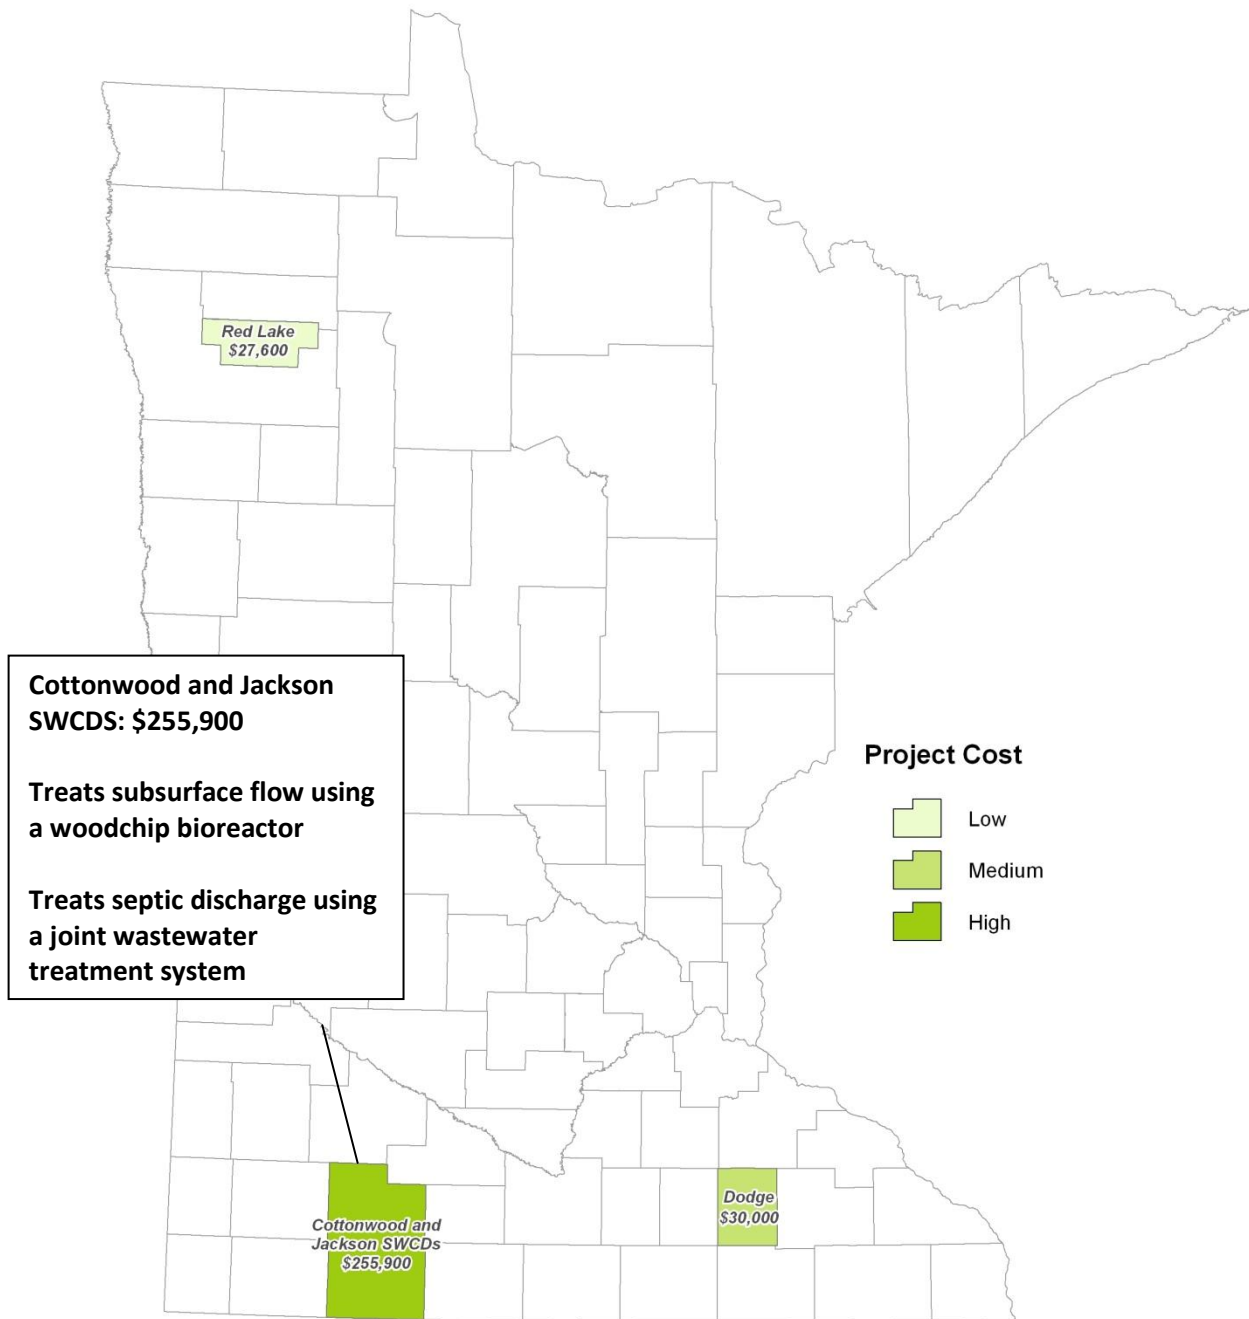 Red Lake
$27,600
Cottonwood and Jackson
SWCDS: $255,900
Treats subsurface flow using
a woodchip bioreactor
Treats septic discharge using
a joint wastewater
treatment system
Project Cost
Low
Medium
High
Cottonwood and
Jackson SWCDs
$255,900
Dodge
$30,000